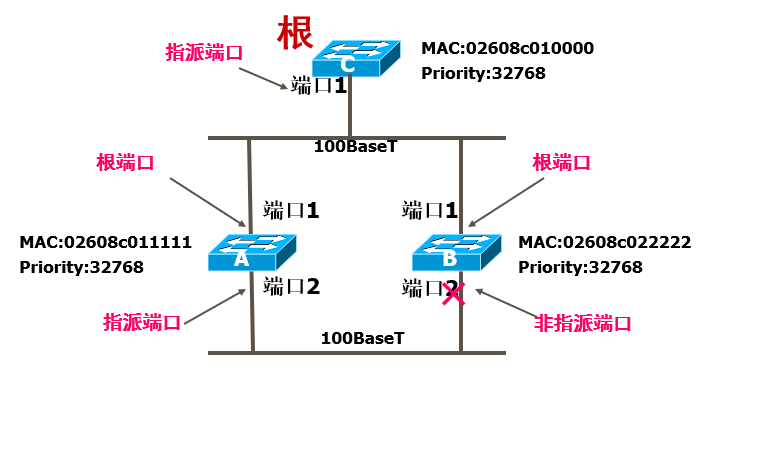 根
指派端口
C
MAC:02608c010000
Priority:32768
端口1
100BaseT
根端口
根端口
端口1
端口1
MAC:02608c011111
Priority:32768
A
B
MAC:02608c022222
Priority:32768
端口2
端口2
指派端口
非指派端口
100BaseT